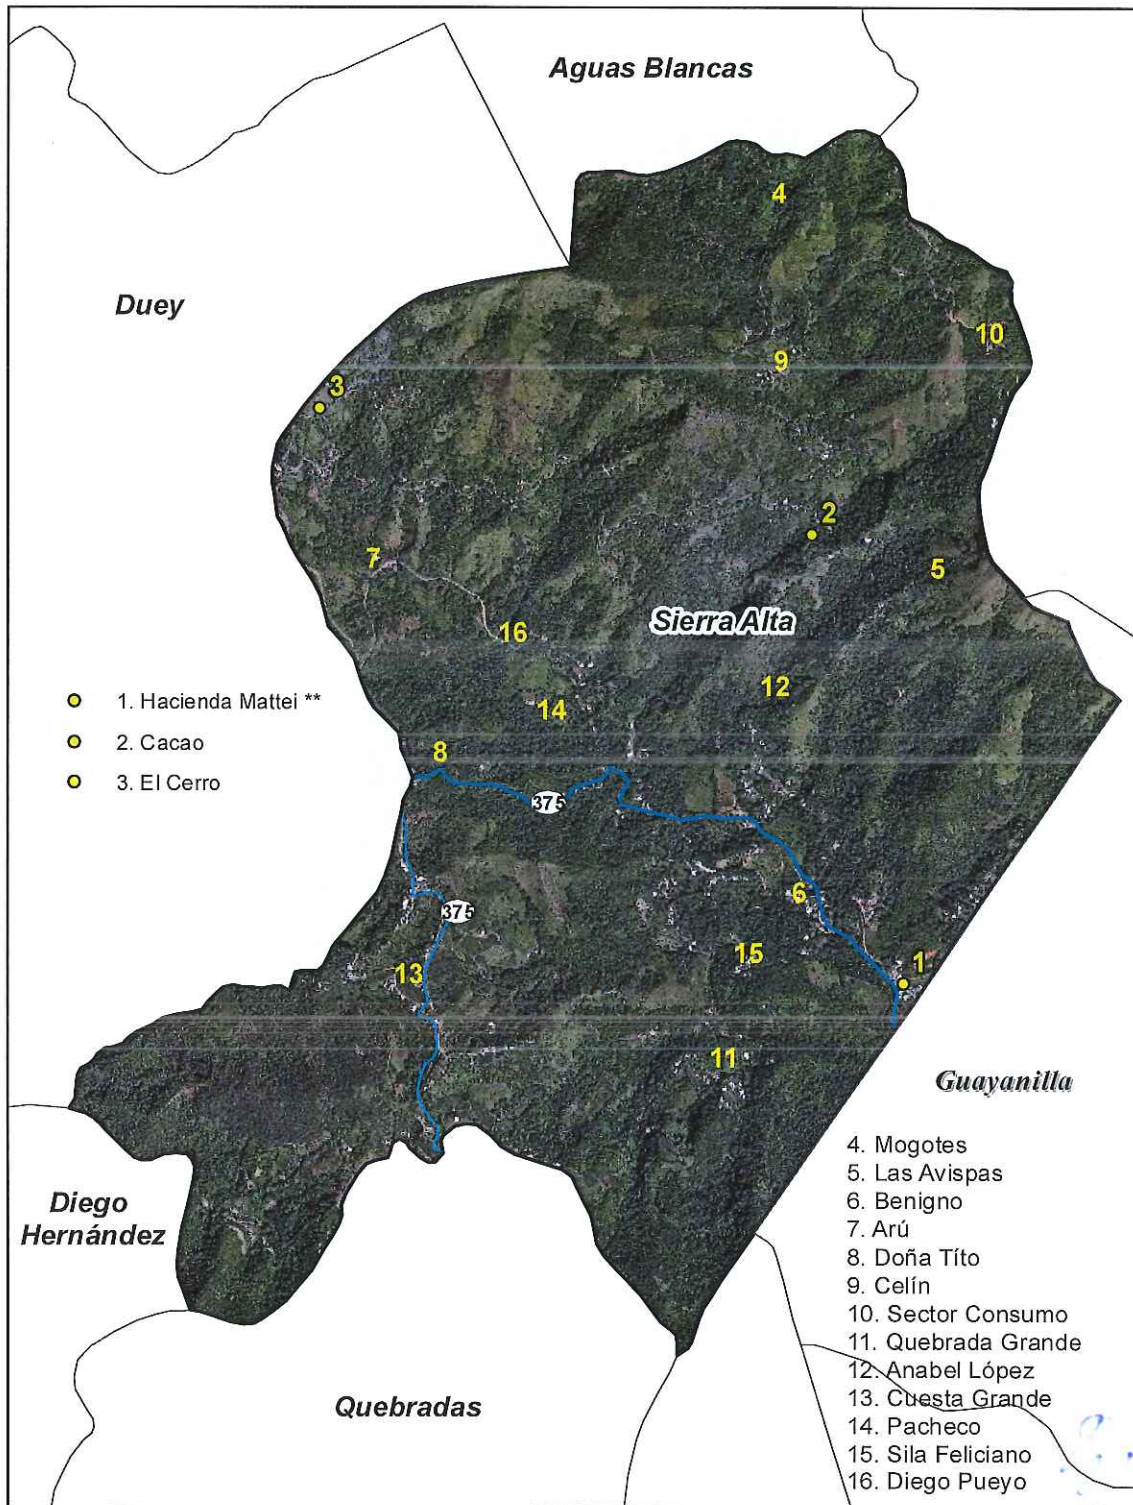 Aguas Blancas
4
Duey
10
9
3
2
7
5
16
Sierra Alta
12
1. Hacienda Mattei **
14
2. Cacao
8
3. El Cerro
375
6
375
15
13
1
11
Guayanilla
4. Mogotes
5. Las Avispas
Diego
Hernández
6. Benigno
7. Arú
8. Doña Títo
9. Celín
10. Sector Consumo
11. Quebrada Grande
12. Anabel López
13. Cuesta Grande
Quebradas
14. Pacheco
15. Sila Feliciano
16. Diego Pueyo